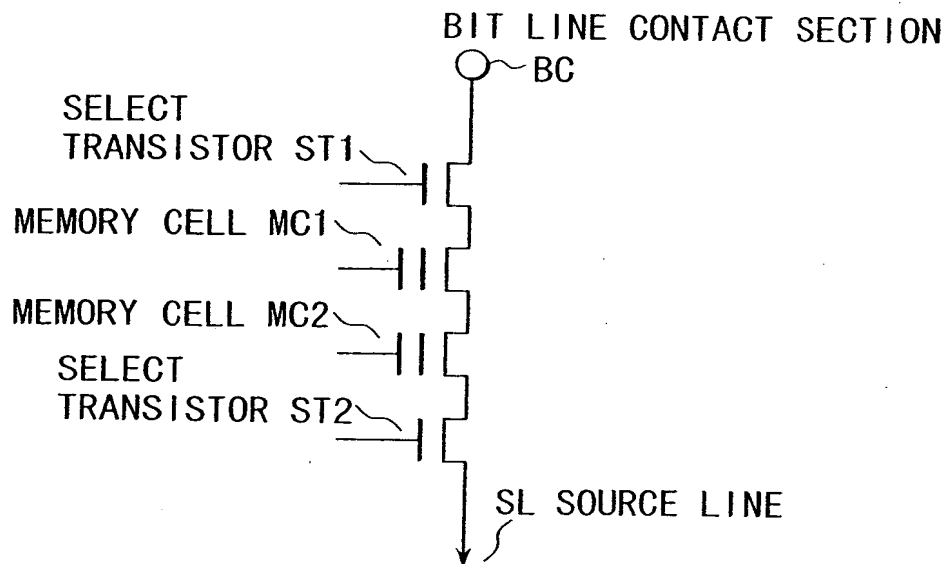 BIT LINE CONTACT SECTION
BC
SELECT
TRANSISTOR ST1
MEMORY CELL MC1
MEMORY CELL MC2
SELECT
TRANSISTOR ST2
SL SOURCE LINE